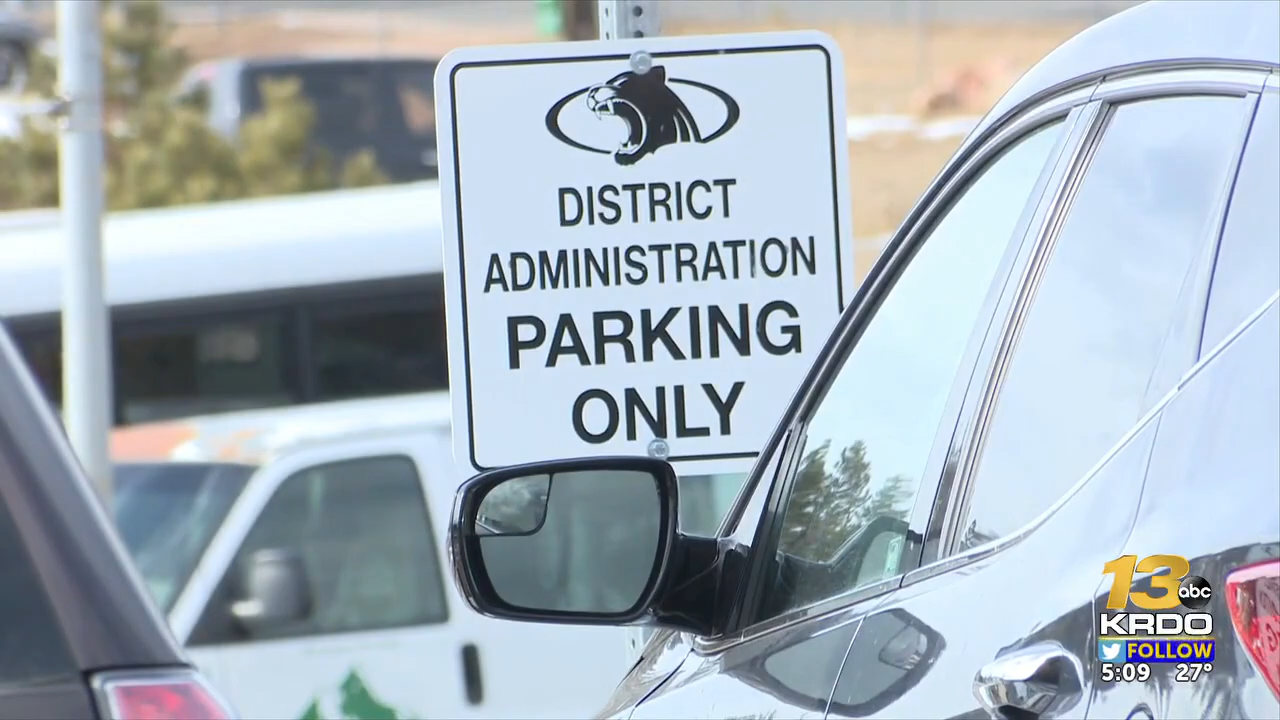 DISTRICT
ADMINISTRATION
PARKING
ONLY
13 abc
KRDO
FOLLOW
5:09 27°